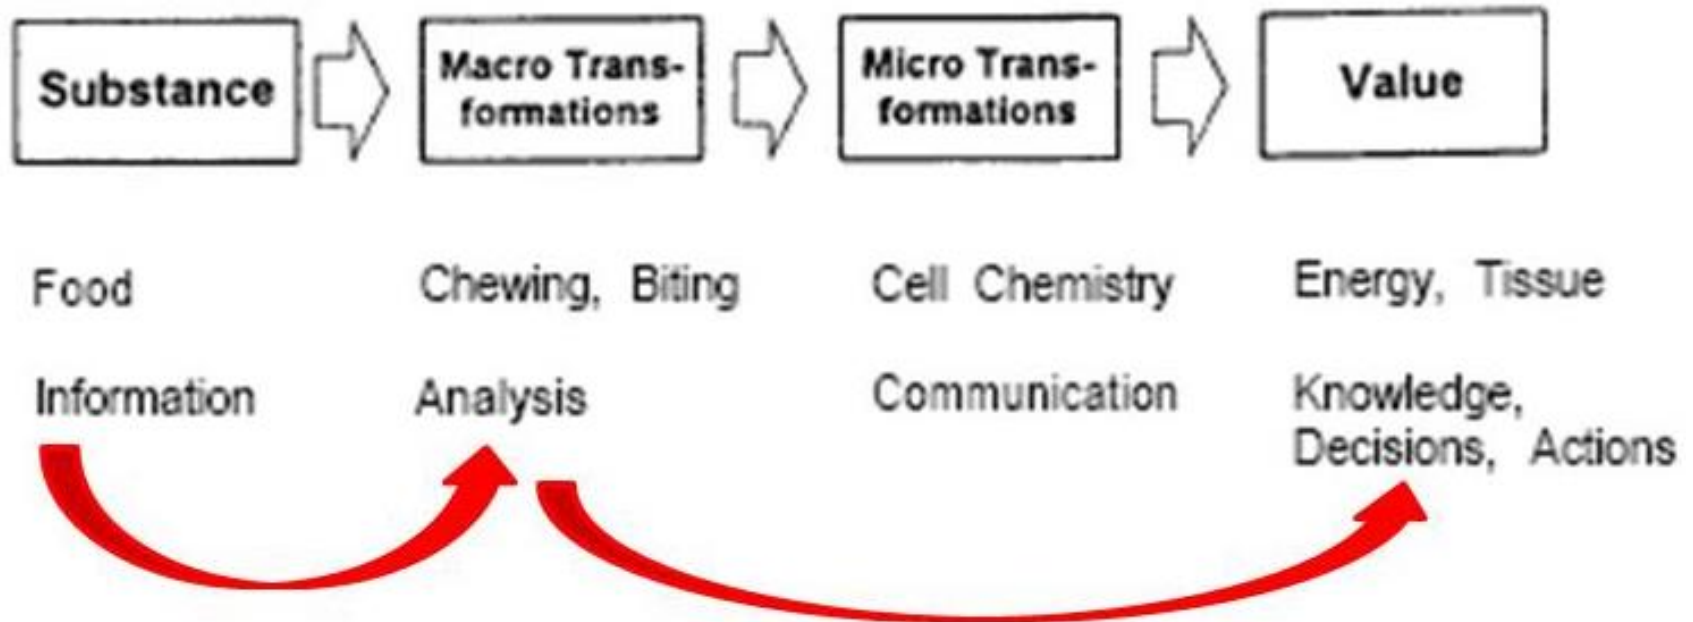 Substance
Macro Trans-
formations
Micro Trans-
formations
Value
Food
Chewing, Biting
Cell Chemistry
Energy, Tissue
Information
Analysis
Communication
Knowledge,
Decisions, Actions